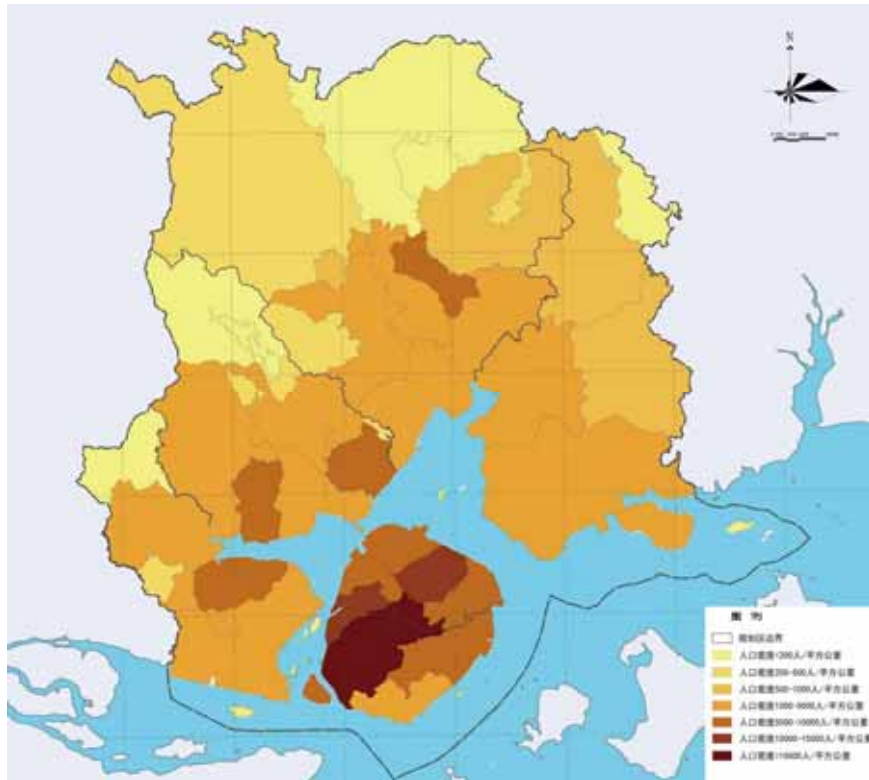 N
图 例
规划区边界
人口密度<200人/平方公里
人口密度200-500人/平方公里
人口密度500-1000人/平方公里
人口密度1000-5000人/平方公里
人口密度5000-10000人/平方公里
人口密度10000-15000人/平方公里
人口密度>15000人/平方公里